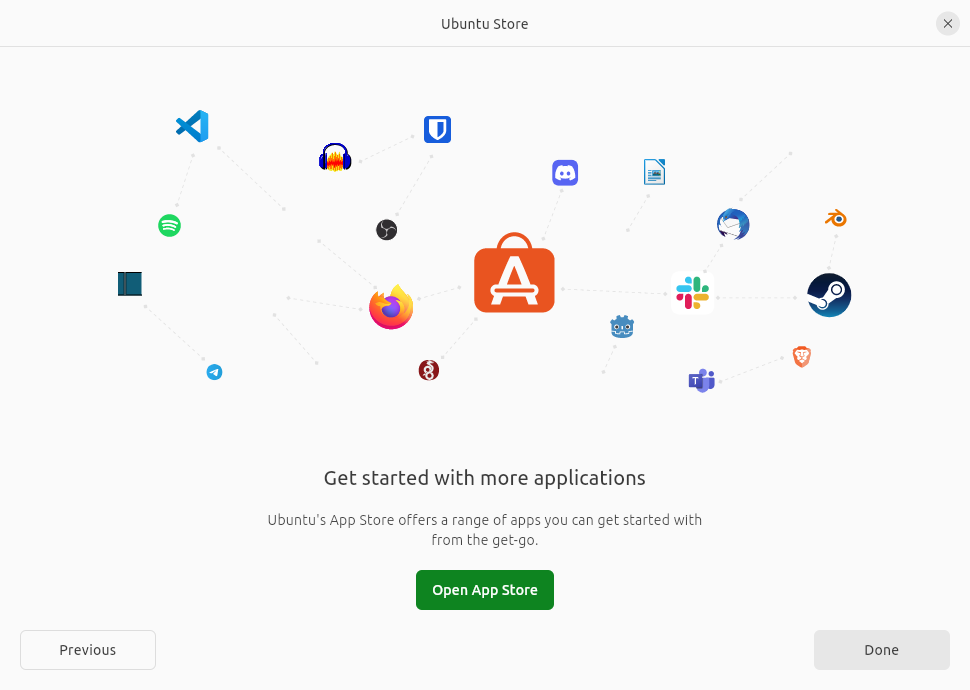 Ubuntu Store
Get started with more applications
Ubuntu's App Store offers a range of apps you can get started with
from the get-go.
Open App Store
Previous
Done